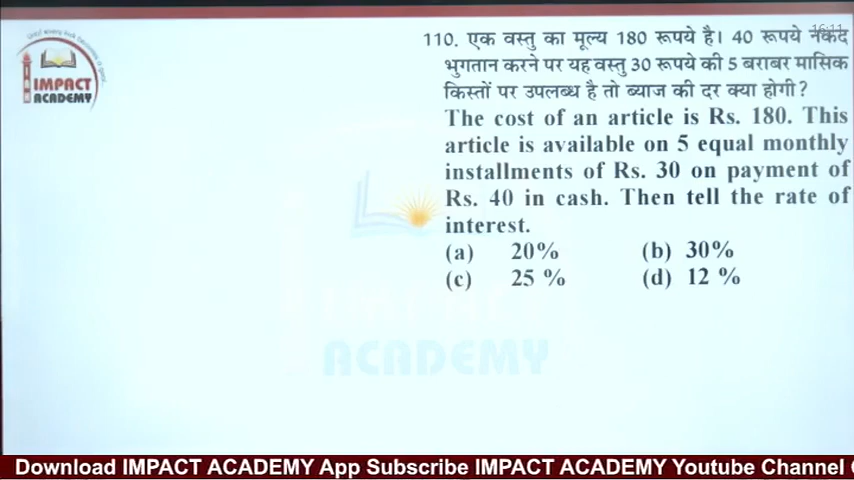 IMPACT
ACADEMY
16:11
110. एक वस्तु का मूल्य 180 रूपये है। 40 रूपये नकद
भुगतान करने पर यह वस्तु 30 रूपये की 5 बराबर मासिक
किस्तों पर उपलब्ध है तो ब्याज की दर क्या होगी?
The cost of an article is Rs. 180. This
article is available on 5 equal monthly
installments of Rs. 30 on payment of
Rs. 40 in cash. Then tell the rate of
interest.
(a) 20% (b) 30%
(c) 25 % (d) 12 %
IMPACT
ACADEMY
Download IMPACT ACADEMY App Subscribe IMPACT ACADEMY Youtube Channel